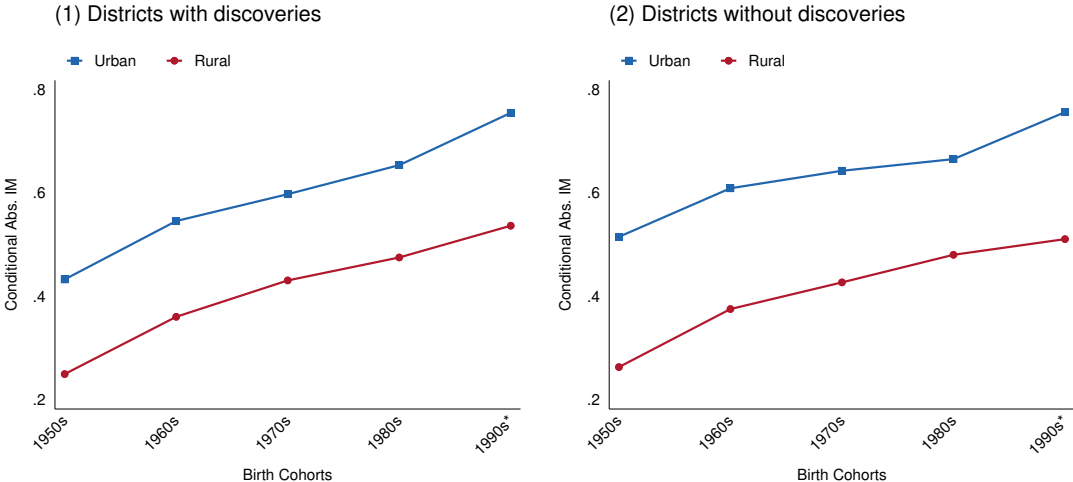 (1) Districts with discoveries
Urban Rural
Conditional Abs. IM
.8
.6
.4
.2
1950s 1960s 1970s 1980s 1990s*
Birth Cohorts
(2) Districts without discoveries
Urban Rural
Conditional Abs. IM
.8
.6
.4
.2
1950s 1960s 1970s 1980s 1990s*
Birth Cohorts